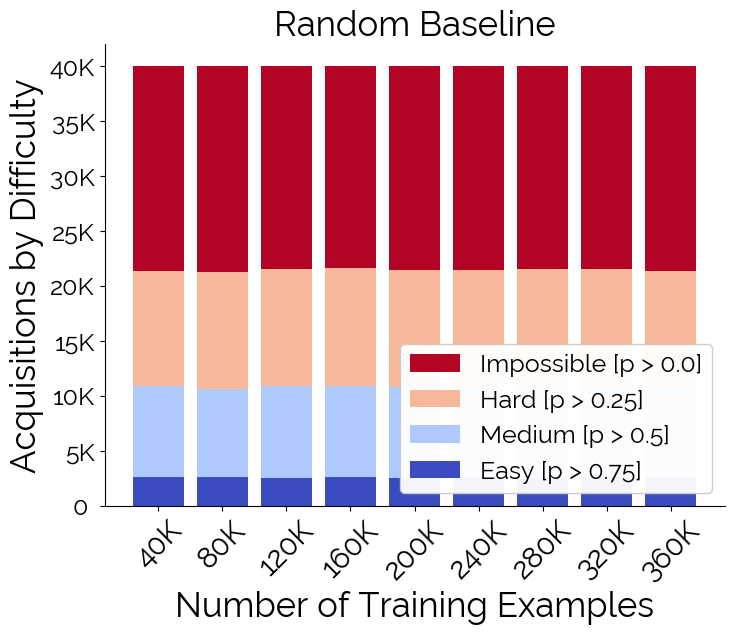 Random Baseline
Acquisitions by Difficulty
40K
35K
30K
25K
20K
15K
10K
5K
0
Impossible [p > 0.0]
Hard [p > 0.25]
Medium [p > 0.5]
Easy [p > 0.75]
40K
80K
120K
160K
200K
240K
280K
320K
360K
Number of Training Examples